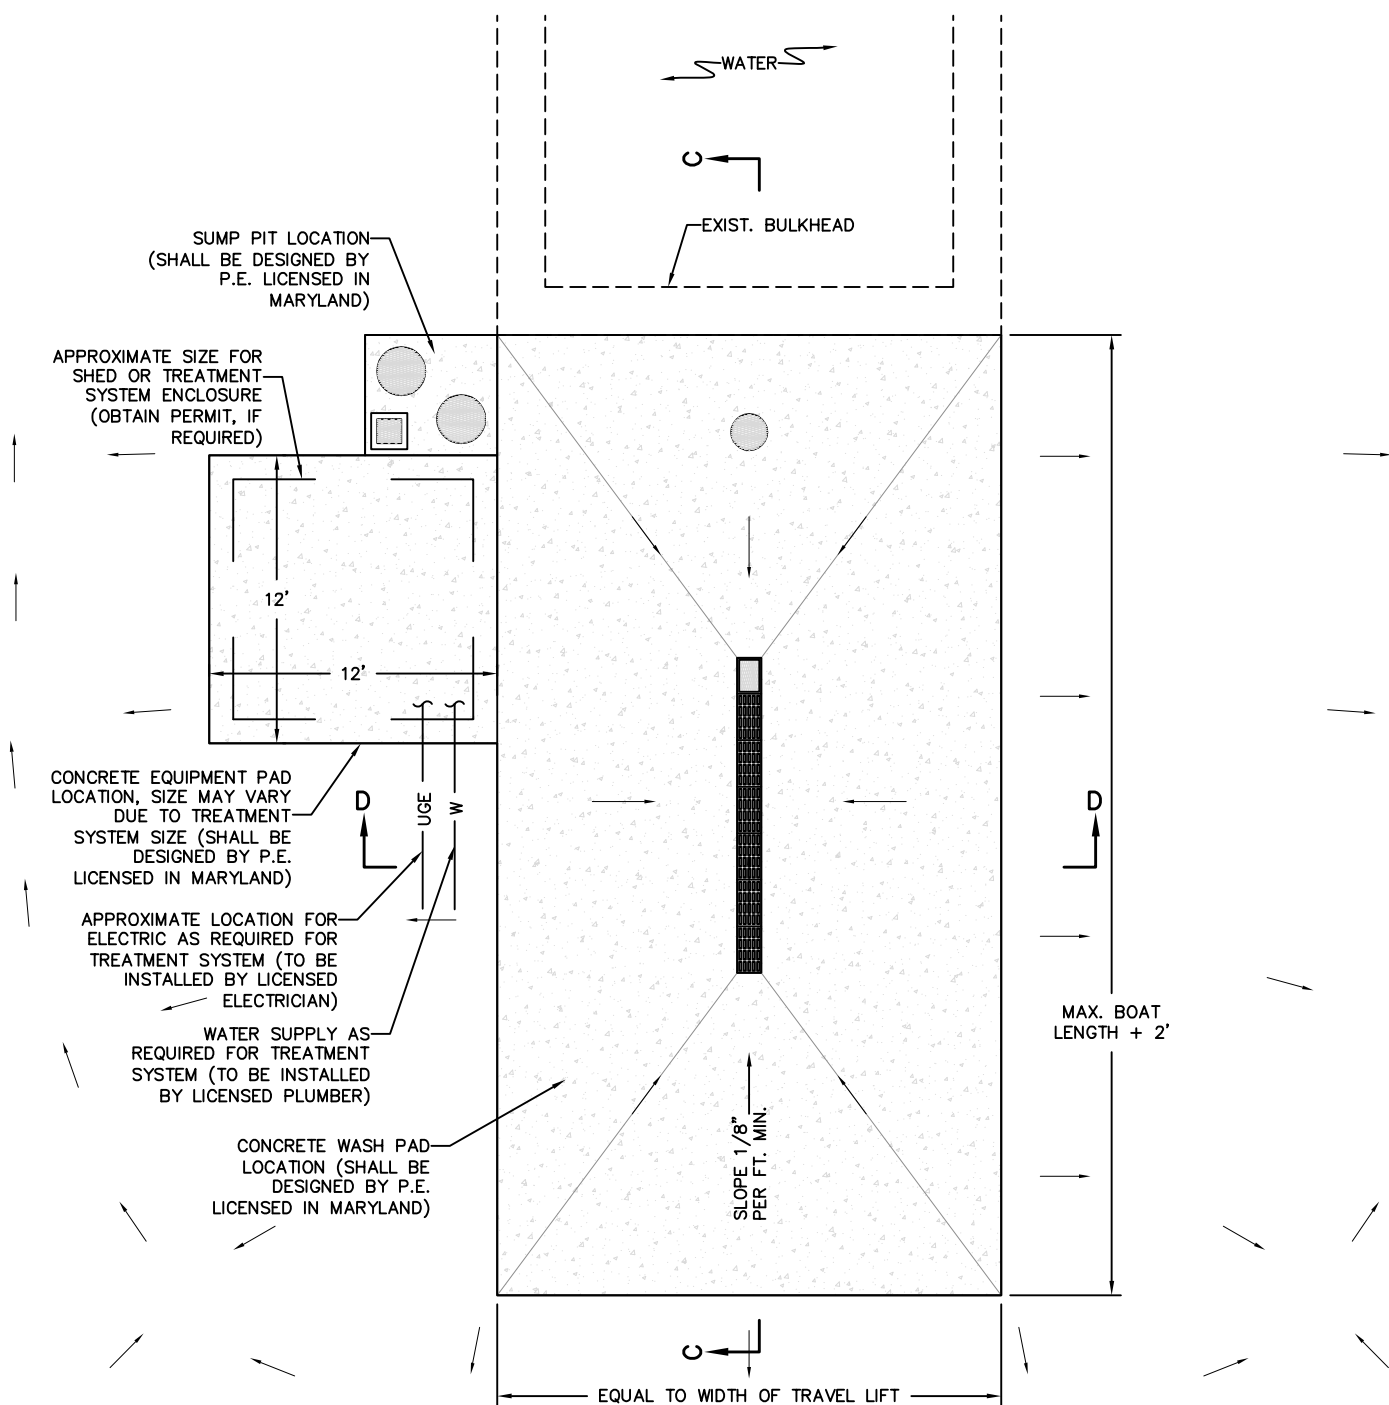 WATER
C
EXIST. BULKHEAD
SUMP PIT LOCATION
(SHALL BE DESIGNED BY
P.E. LICENSED IN
MARYLAND)
APPROXIMATE SIZE FOR
SHED OR TREATMENT
SYSTEM ENCLOSURE
(OBTAIN PERMIT, IF
REQUIRED)
12'
12'
CONCRETE EQUIPMENT PAD
LOCATION, SIZE MAY VARY
DUE TO TREATMENT
SYSTEM SIZE (SHALL BE
DESIGNED BY P.E.
LICENSED IN MARYLAND)
D
UGE
W
D
APPROXIMATE LOCATION FOR
ELECTRIC AS REQUIRED FOR
TREATMENT SYSTEM (TO BE
INSTALLED BY LICENSED
ELECTRICIAN)
MAX. BOAT
LENGTH + 2'
WATER SUPPLY AS
REQUIRED FOR TREATMENT
SYSTEM (TO BE INSTALLED
BY LICENSED PLUMBER)
SLOPE 1/8"
PER FT. MIN.
CONCRETE WASH PAD
LOCATION (SHALL BE
DESIGNED BY P.E.
LICENSED IN MARYLAND)
C
EQUAL TO WIDTH OF TRAVEL LIFT